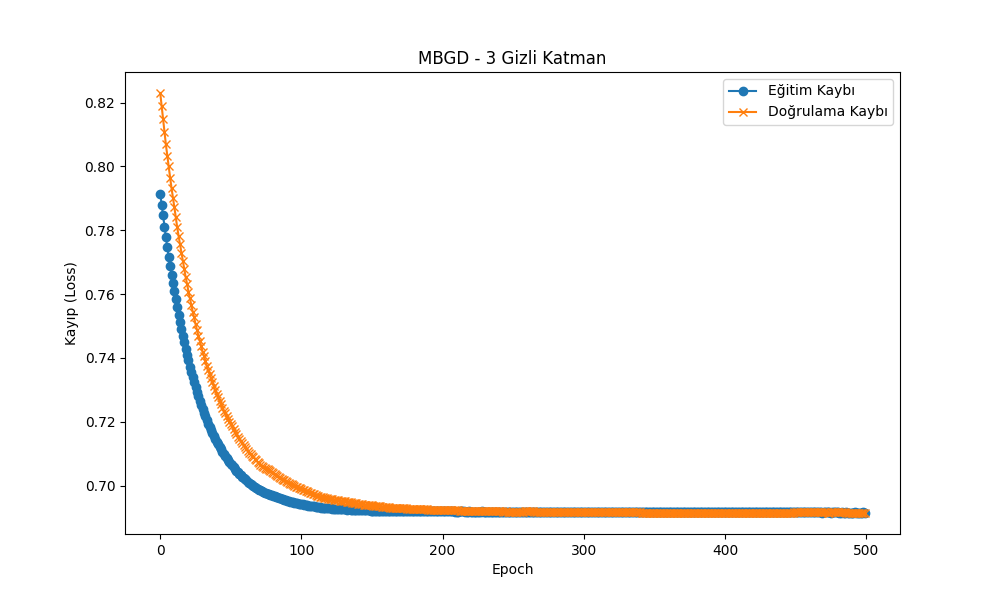 MBGD - 3 Gizli Katman
Eğitim Kaybı
Doğrulama Kaybı
Kayıp (Loss)
0.82
0.80
0.78
0.76
0.74
0.72
0.70
0 100 200 300 400 500
Epoch